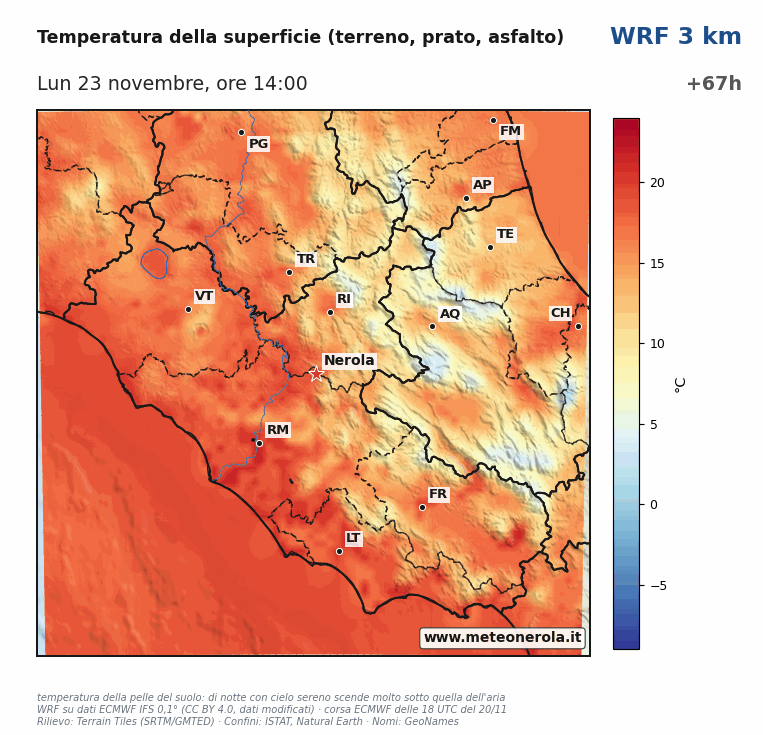 Temperatura della superficie (terreno, prato, asfalto)
WRF 3 km
Lun 23 novembre, ore 14:00
+67h
FM
PG
AP
TE
TR
VT
RI
AQ
CH
Nerola
RM
FR
LT
20
15
10
5
0
−5
°C
www.meteonerola.it
temperatura della pelle del suolo: di notte con cielo sereno scende molto sotto quella dell'aria
WRF su dati ECMWF IFS 0,1° (CC BY 4.0, dati modificati) · corsa ECMWF delle 18 UTC del 20/11
Rilievo: Terrain Tiles (SRTM/GMTED) · Confini: ISTAT, Natural Earth · Nomi: GeoNames